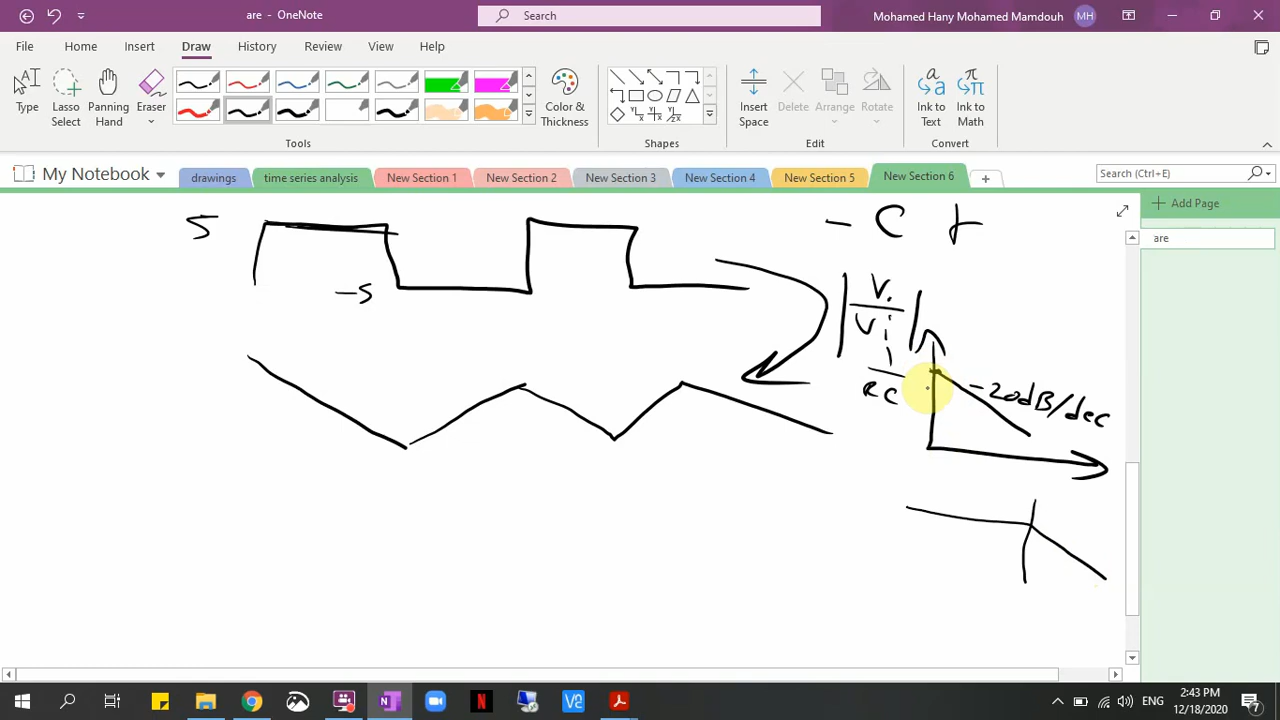 are - OneNote
Search
Mohamed Hany Mohamed Mamdouh
MH
File Home Insert Draw History Review View Help
Type
Lasso Select
Panning Hand
Eraser
Color & Thickness
Insert Space
Delete
Arrange
Rotate
Ink to Text
Ink to Math
Tools
Shapes
Edit
Convert
My Notebook
drawings
time series analysis
New Section 1
New Section 2
New Section 3
New Section 4
New Section 5
New Section 6
Search (Ctrl+E)
Add Page
are
5
- C +
-5
V
Vi
RC
-20dB/dec
N
V2
ENG
2:43 PM
12/18/2020
7